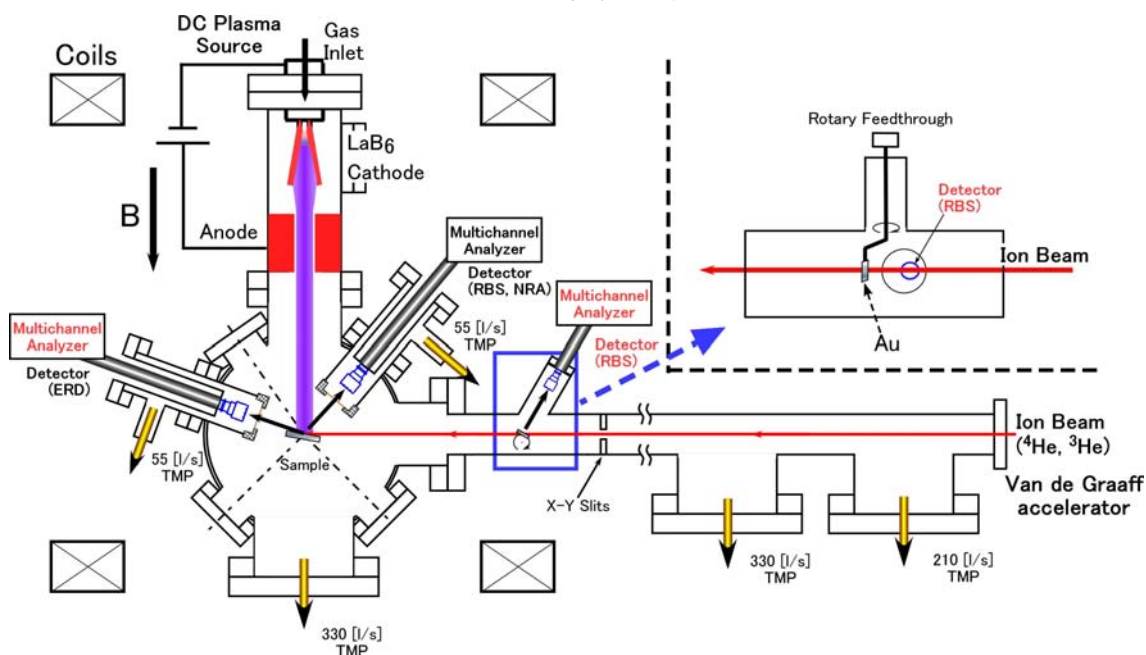 DC Plasma
Source
Gas
Inlet
Coils
LaB6
Cathode
B
Anode
Multichannel
Analyzer
Detector
(RBS, NRA)
Multichannel
Analyzer
Detector
(ERD)
55 [l/s]
TMP
Multichannel
Analyzer
Detector
(RBS)
55 [l/s]
TMP
Sample
X-Y Slits
330 [l/s]
TMP
330 [l/s]
TMP
210 [l/s]
TMP
Ion Beam
(4He, 3He)
Van de Graaff
accelerator
Rotary Feedthrough
Detector
(RBS)
Ion Beam
Au